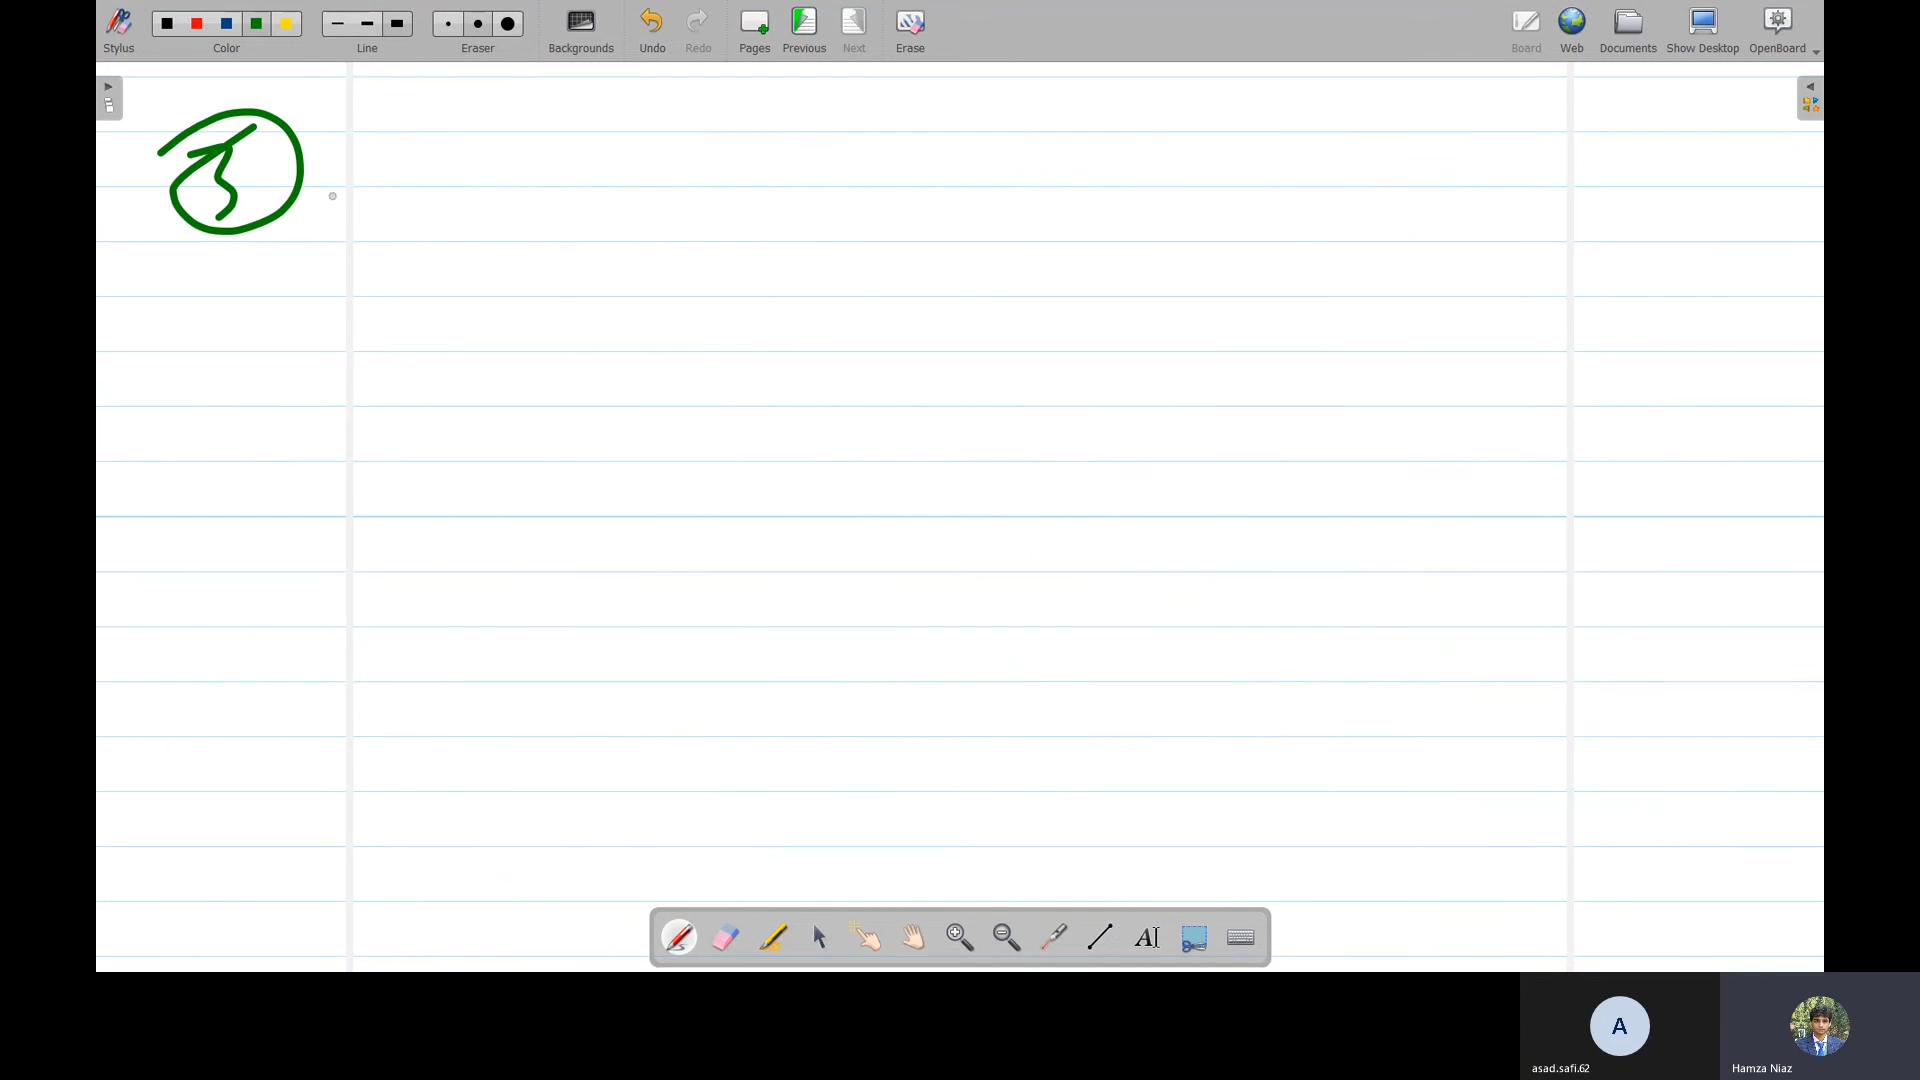 Stylus
Color
Line
Eraser
Backgrounds
Undo
Redo
Pages
Previous
Next
Erase
Board
Web
Documents
Show Desktop
OpenBoard
3
A
asad.safi.62
Hamza Niaz